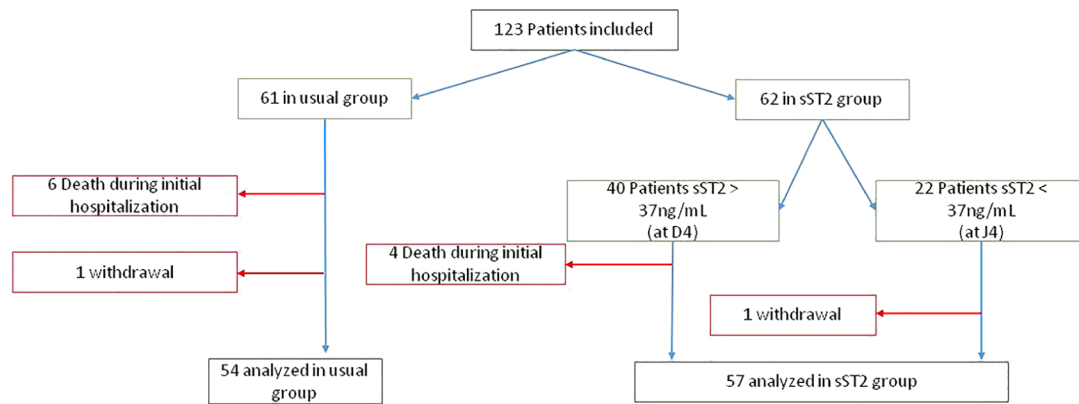 123 Patients included
61 in usual group
62 in sST2 group
6 Death during initial
hospitalization
40 Patients sST2 >
37ng/mL
(at D4)
22 Patients sST2 <
37ng/mL
(at J4)
4 Death during initial
hospitalization
1 withdrawal
1 withdrawal
54 analyzed in usual
group
57 analyzed in sST2 group